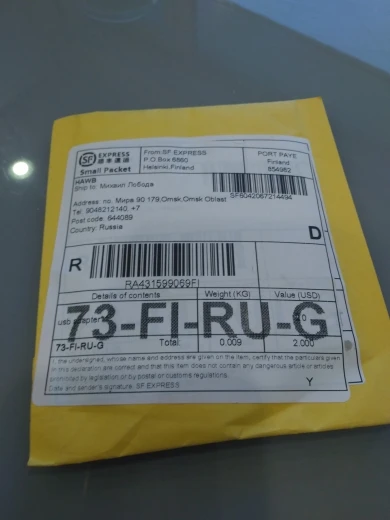 SF EXPRESS
Small Packet
From:SF EXPRESS
P.O.Box 6860
Helsinki,Finland
PORT PAYE
Finland
HAWB
Ship to: Михаил Лобода
Address: по. Мира 90 179,Omsk,Omsk Oblast
Tel: 9048212140, +7
Post code: 644089
Country: Russia
SF6042067214494
D
R
RA431599069FI
Details of contents
Weight (KG)
Value (USD)
73-FI-RU-G
73-FI-RU-G
Total
0.009
2.000
I, the undersigned, whose name and address are given on the item, certify that the particulars given
in this declaration are correct and that this item does not contain any dangerous article or articles
prohibited by legislation or by postal or customs regulations.
Date and sender's signature: SF EXPRESS
Y